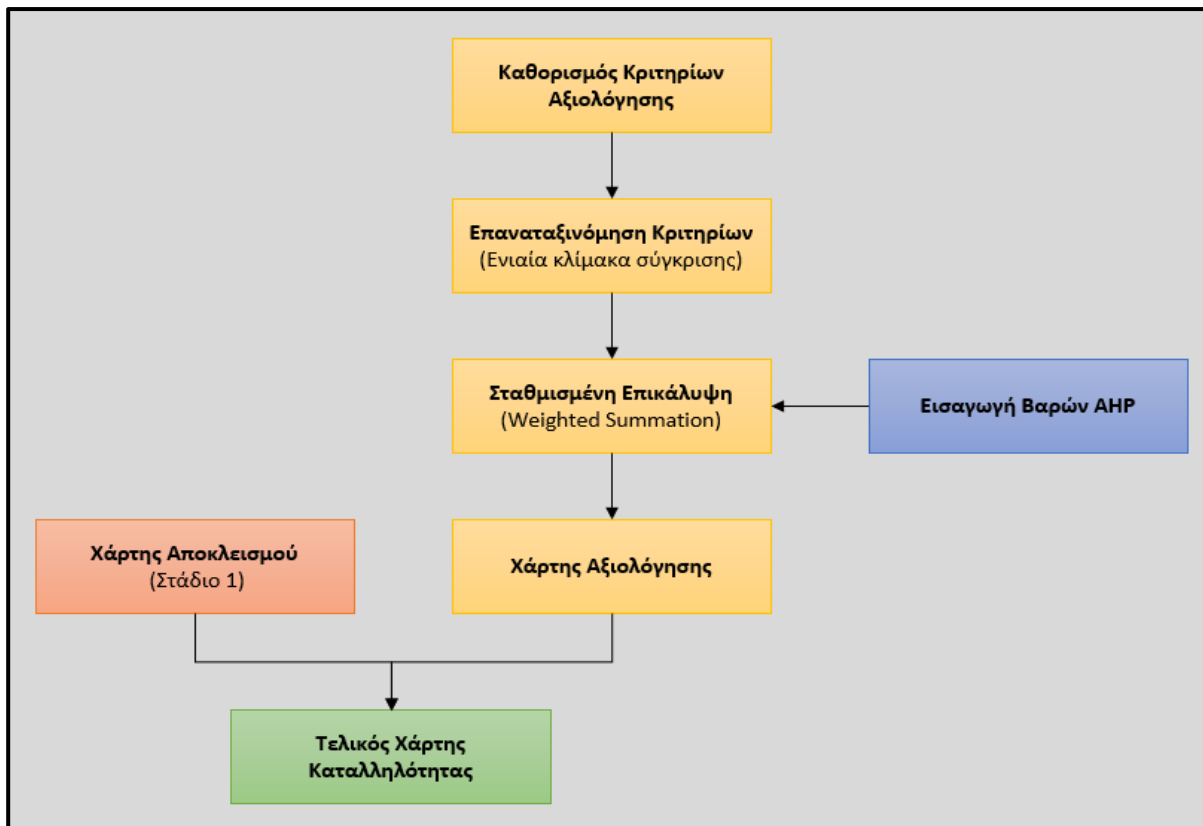 Καθορισμός Κριτηρίων
Αξιολόγησης
Επαναταξινόμηση Κριτηρίων
(Ενιαία κλίμακα σύγκρισης)
Σταθμισμένη Επικάλυψη
(Weighted Summation)
Εισαγωγή Βαρών AHP
Χάρτης Αποκλεισμού
(Στάδιο 1)
Χάρτης Αξιολόγησης
Τελικός Χάρτης
Καταλληλότητας